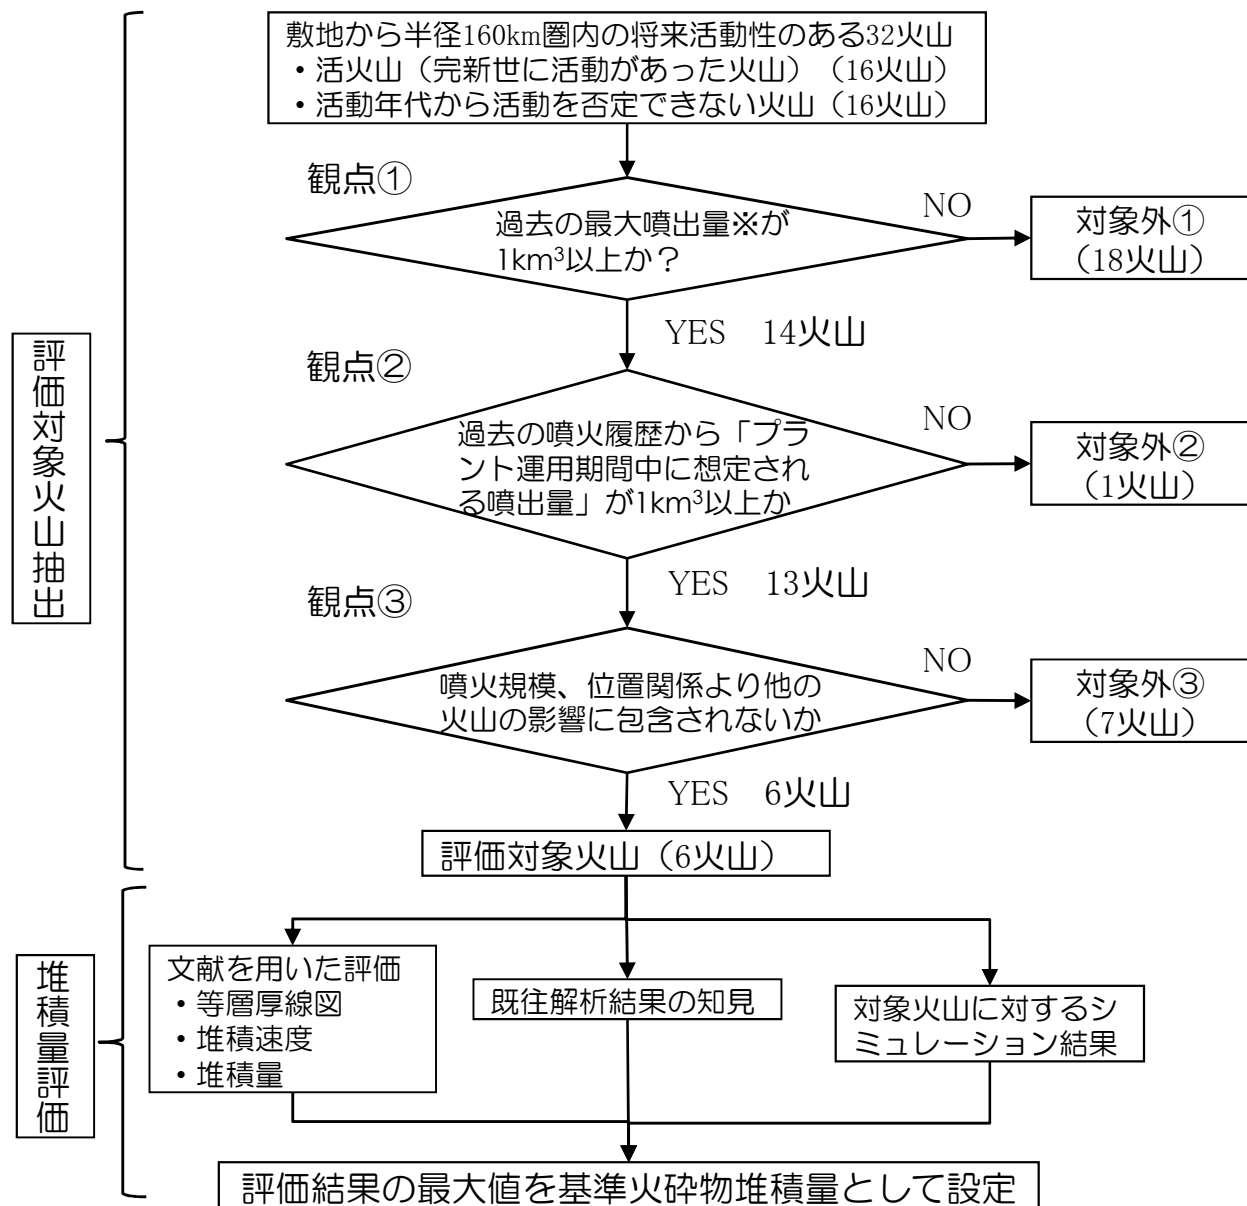 敷地から半径160km圏内の将来活動性のある32火山
・活火山（完新世に活動があった火山）（16火山）
・活動年代から活動を否定できない火山（16火山）
観点①
過去の最大噴出量※が
1km³以上か？
NO
対象外①
（18火山）
YES 14火山
観点②
過去の噴火履歴から「プラ
ント運用期間中に想定され
る噴出量」が1km³以上か
NO
対象外②
（1火山）
YES 13火山
観点③
噴火規模、位置関係より他の
火山の影響に包含されないか
NO
対象外③
（7火山）
YES 6火山
評価対象火山（6火山）
評価対象火山抽出
文献を用いた評価
・等層厚線図
・堆積速度
・堆積量
既往解析結果の知見
対象火山に対するシ
ミュレーション結果
堆積量評価
評価結果の最大値を基準火砕物堆積量として設定